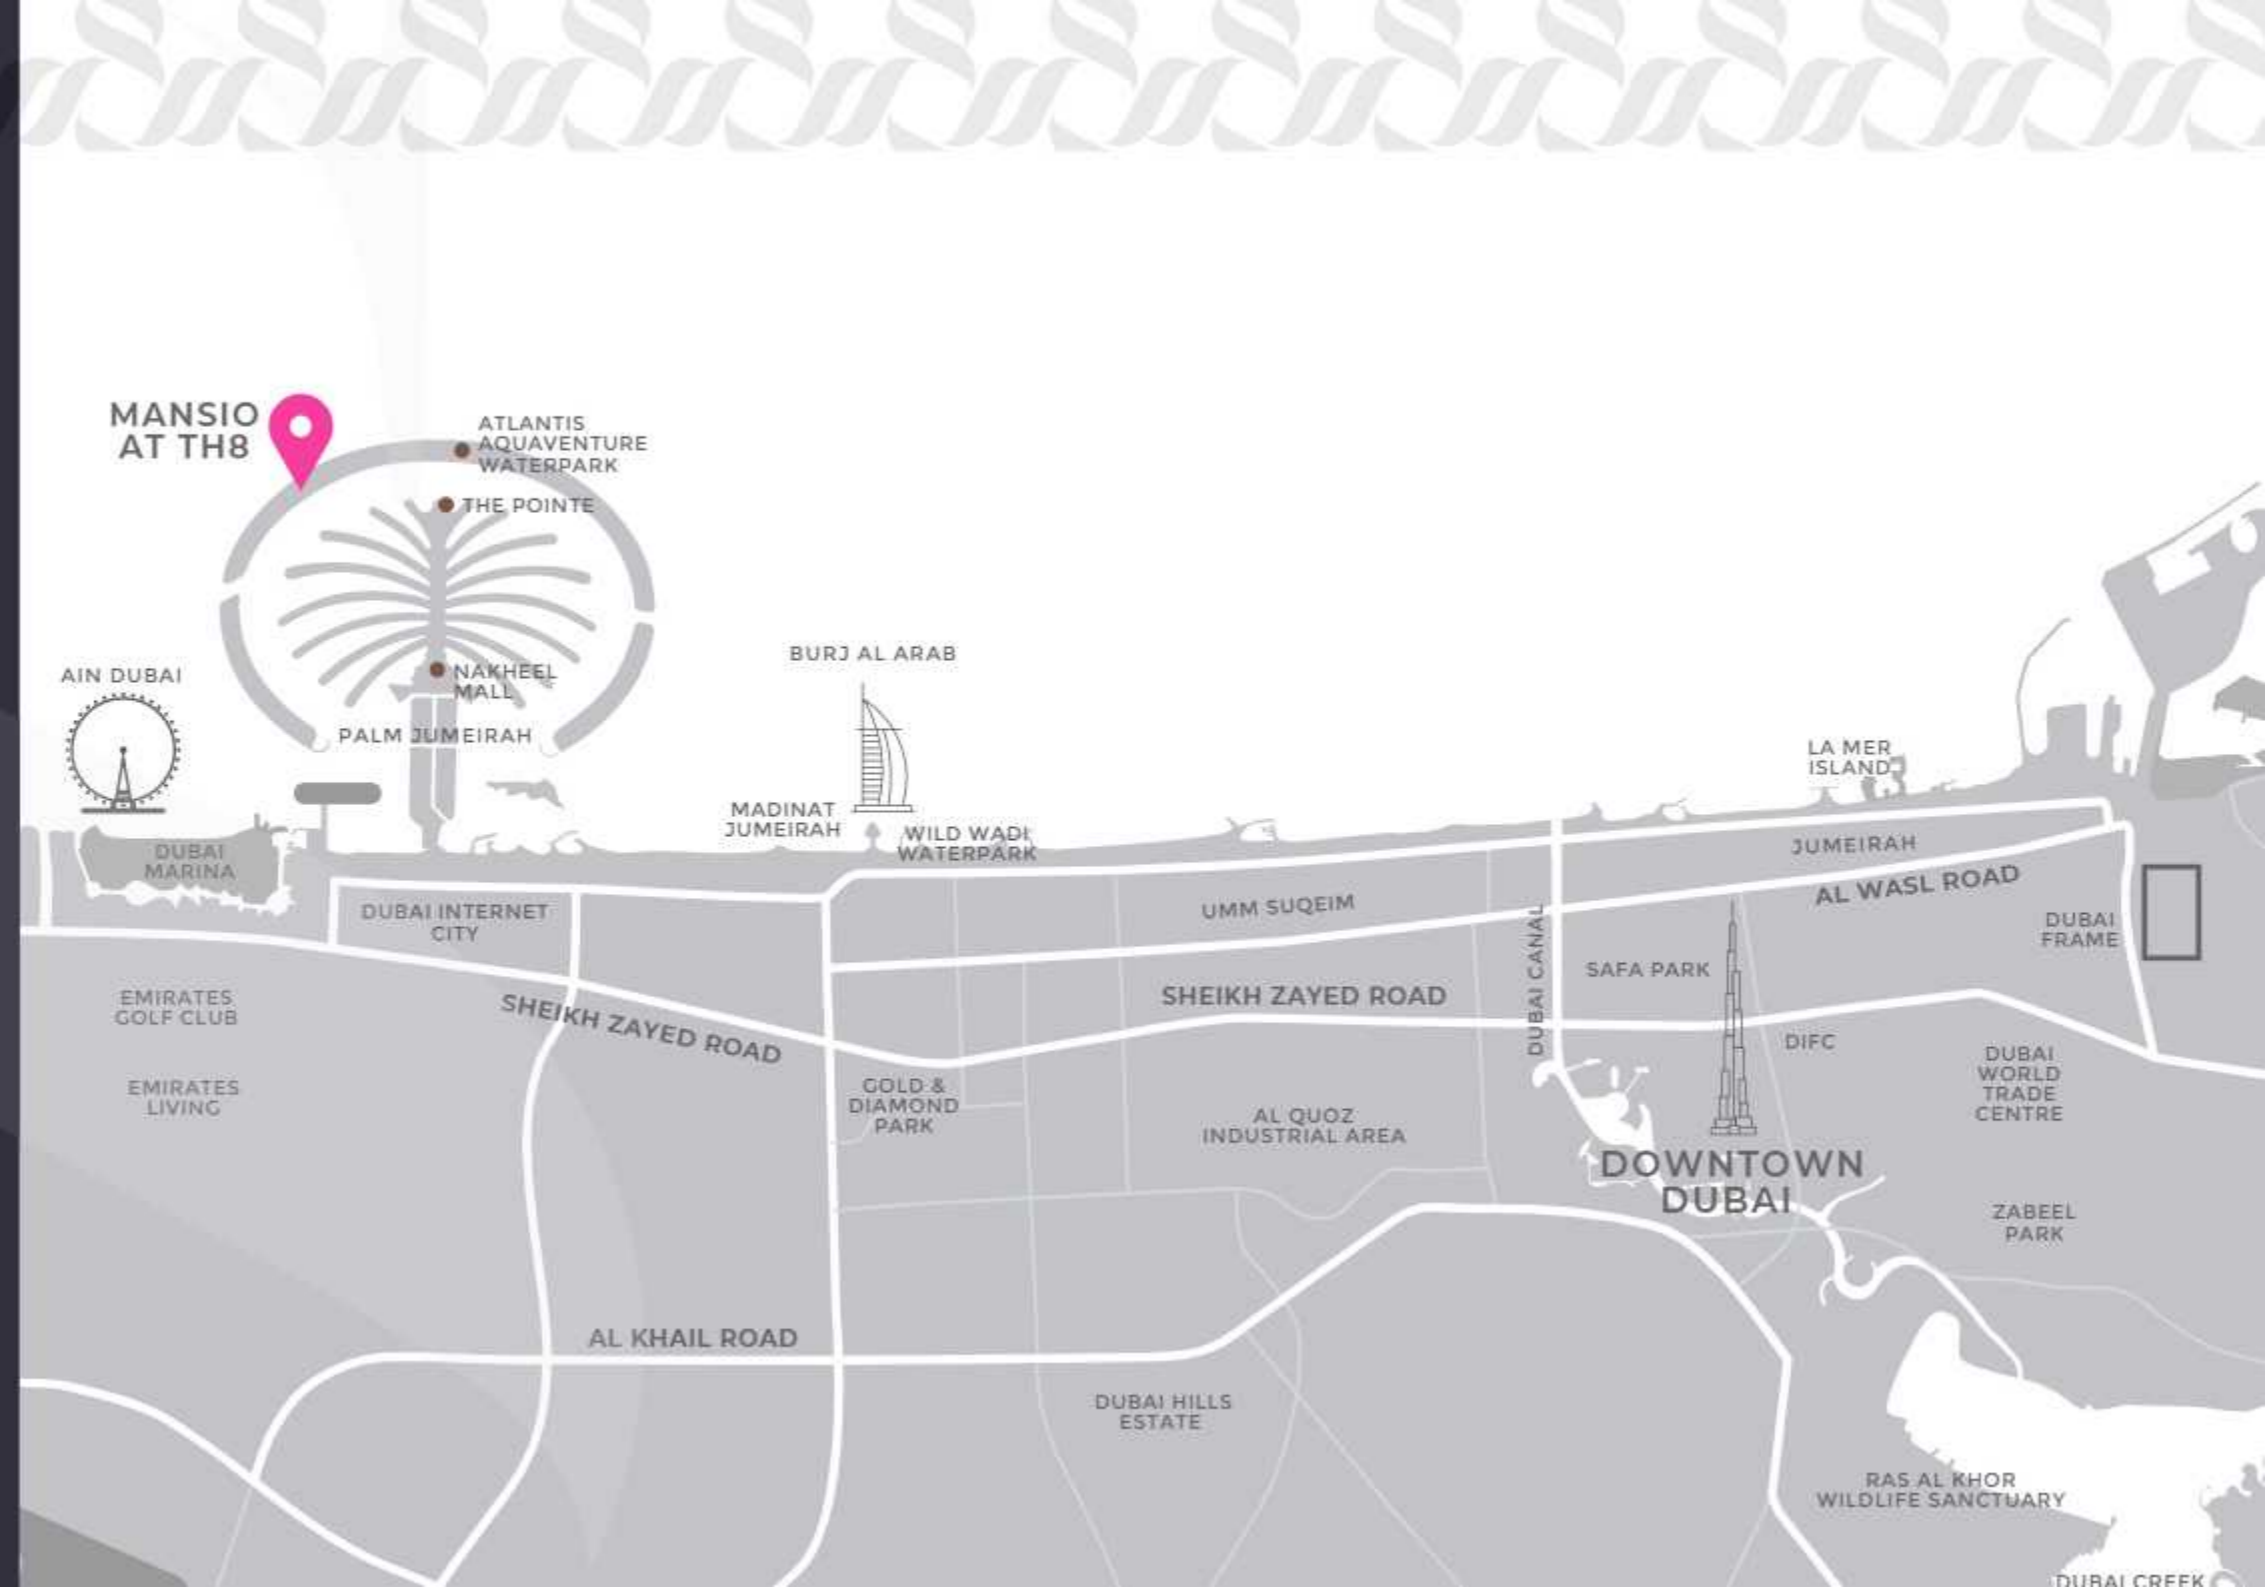 MANSIO
AT TH8
ATLANTIS
AQUAVENTURE
WATERPARK
THE POINTE
NAKHEEL
MALL
PALM JUMEIRAH
AIN DUBAI
BURJ AL ARAB
MADINAT
JUMEIRAH
WILD WADI
WATERPARK
LA MER
ISLAND
DUBAI
MARINA
DUBAI INTERNET
CITY
UMM SUQEIM
JUMEIRAH
AL WASL ROAD
DUBAI
FRAME
DUBAI CANAL
SAFA PARK
EMIRATES
GOLF CLUB
SHEIKH ZAYED ROAD
SHEIKH ZAYED ROAD
DIFC
DUBAI
WORLD
TRADE
CENTRE
EMIRATES
LIVING
GOLD &
DIAMOND
PARK
AL QUOZ
INDUSTRIAL AREA
DOWNTOWN
DUBAI
ZABEEL
PARK
AL KHAIL ROAD
DUBAI HILLS
ESTATE
RAS AL KHOR
WILDLIFE SANCTUARY
DUBAI CREEK